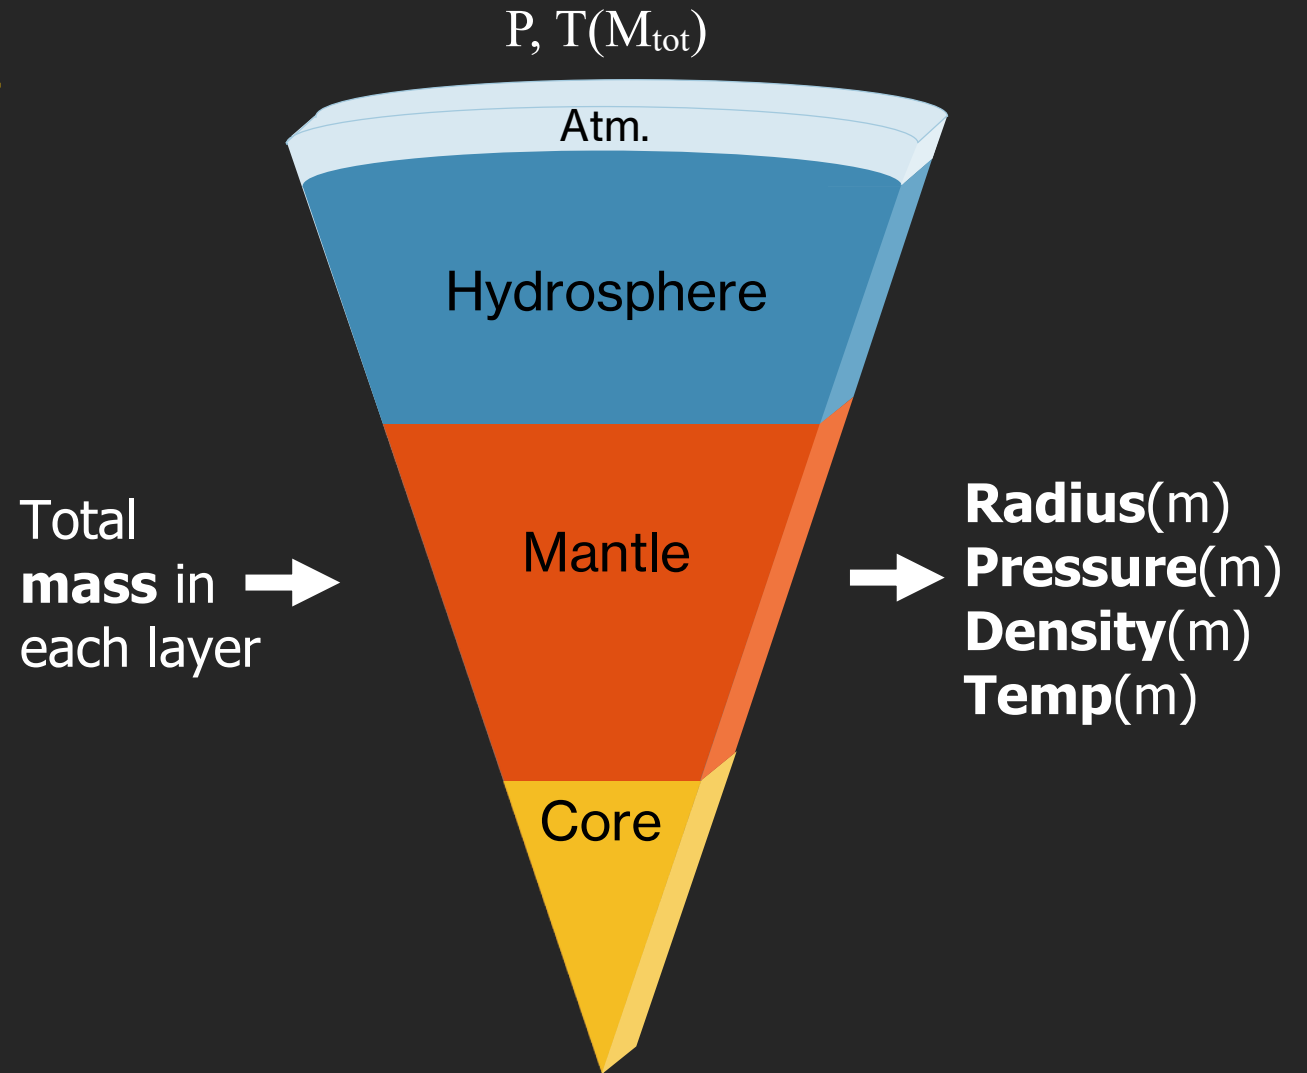 P, T(Mtot)
Atm.
Hydrosphere
Mantle
Core
Total
mass in
each layer
Radius(m)
Pressure(m)
Density(m)
Temp(m)